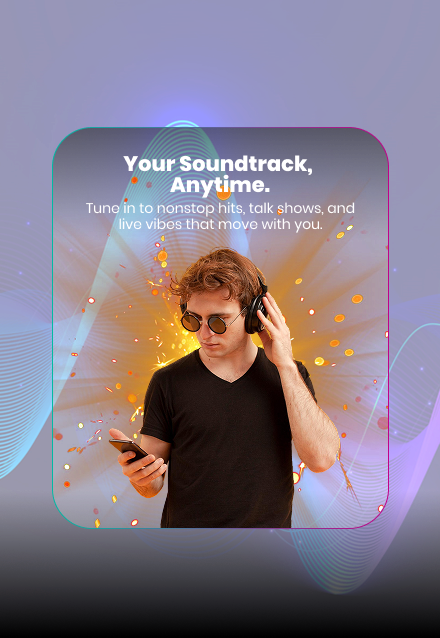 Your Soundtrack,
Anytime.
Tune in to nonstop hits, talk shows, and
live vibes that move with you.